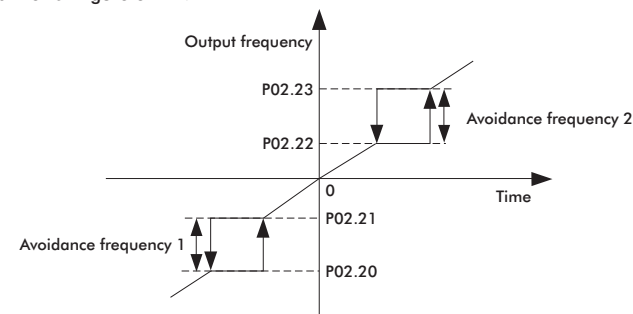 Output frequency
P02.23
Avoidance frequency 2
P02.22
0
Time
P02.21
Avoidance frequency 1
P02.20